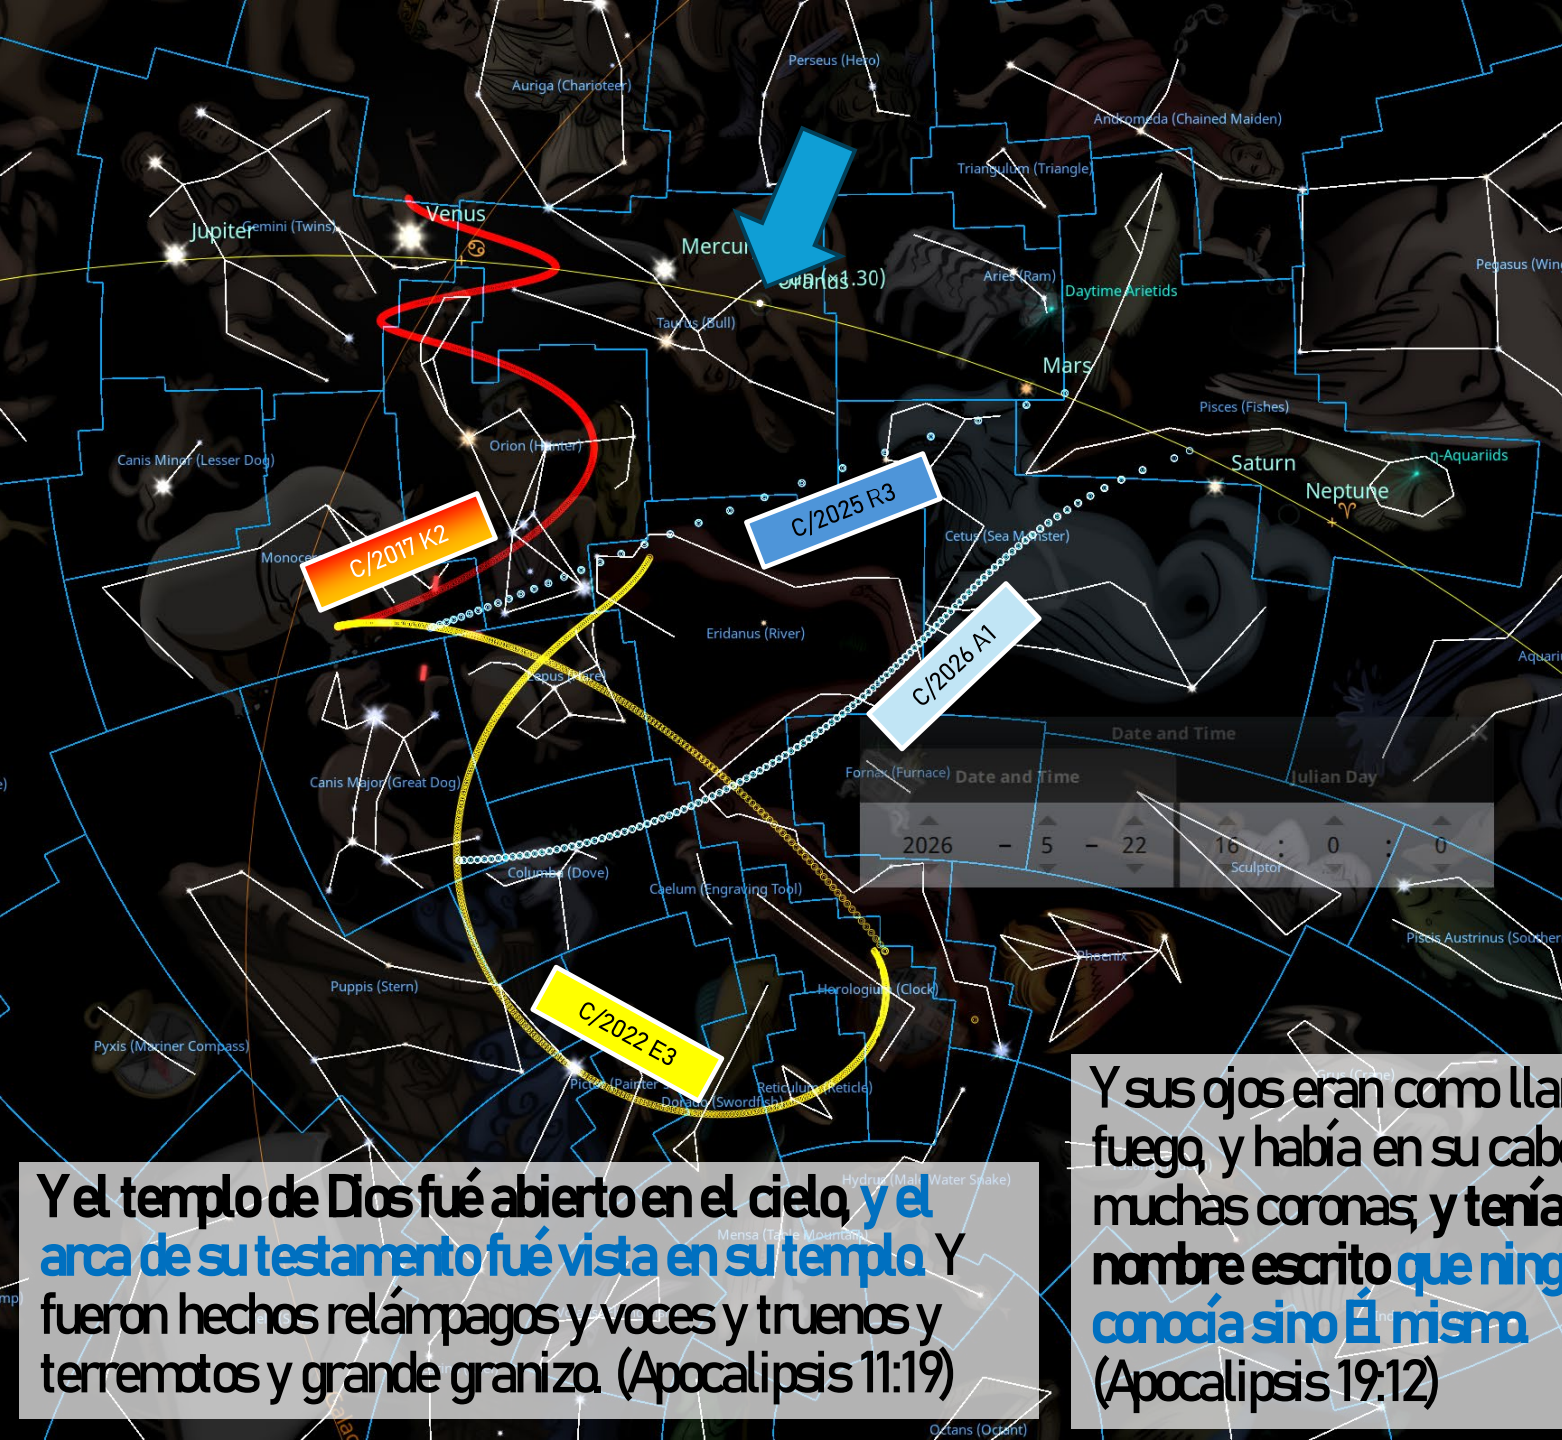 Perseus (Hero)
Auriga (Charioteer)
Andromeda (Chained Maiden)
Triangulum (Triangle)
Venus
Jupiter
Gemini (Twins)
Pegasus (Win
Aries (Ram)
Daytime Arietids
(×1.30)
Taurus (Bull)
Mars
Pisces (Fishes)
Orion (Hunter)
Canis Minor (Lesser Dog)
η-Aquariids
Saturn
Neptune
C/2025 R3
C/2017 K2
Cetus (Sea Monster)
Eridanus (River)
C/2026 A1
Aquari
Lepus (Hare)
Date and Time
Fornax (Furnace)
Date and Time
Julian Day
Canis Major (Great Dog)
2026 – 5 – 22 16 : 0 : 0
Sculptor
Columba (Dove)
Caelum (Engraving Tool)
Piscis Austrinus (Souther
Phoenix
Puppis (Stern)
Horologium (Clock)
C/2022 E3
Pyxis (Mariner Compass)
Grus (Crane)
Reticulum (Reticle)
Dorado (Swordfish)
Hydrus (Male Water Snake)
Mensa (Table Mountain)
Octans (Octant)
Y el templo de Dios fué abierto en el cielo, y el
arca de su testamento fué vista en su templo. Y
fueron hechos relámpagos y voces y truenos y
terremotos y grande granizo. (Apocalipsis 11:19)
Y sus ojos eran como lla
fuego, y había en su cab
muchas coronas; y tenía
nombre escrito que ning
conocía sino Él mismo.
(Apocalipsis 19:12)